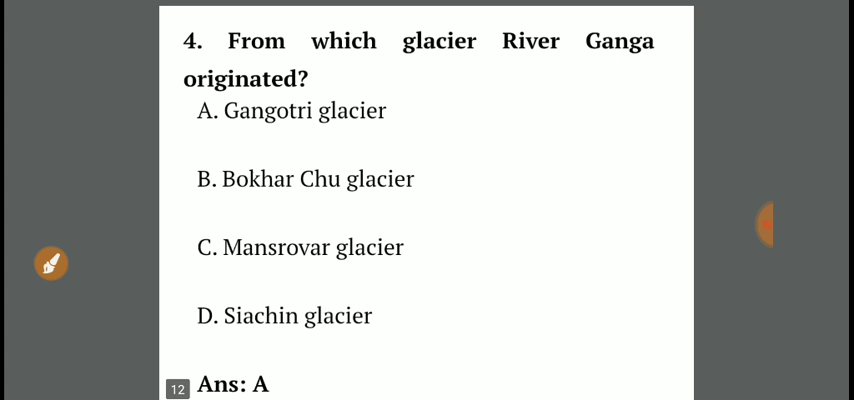 4. From which glacier River Ganga
originated?
A. Gangotri glacier
B. Bokhar Chu glacier
C. Mansrovar glacier
D. Siachin glacier
12 Ans: A